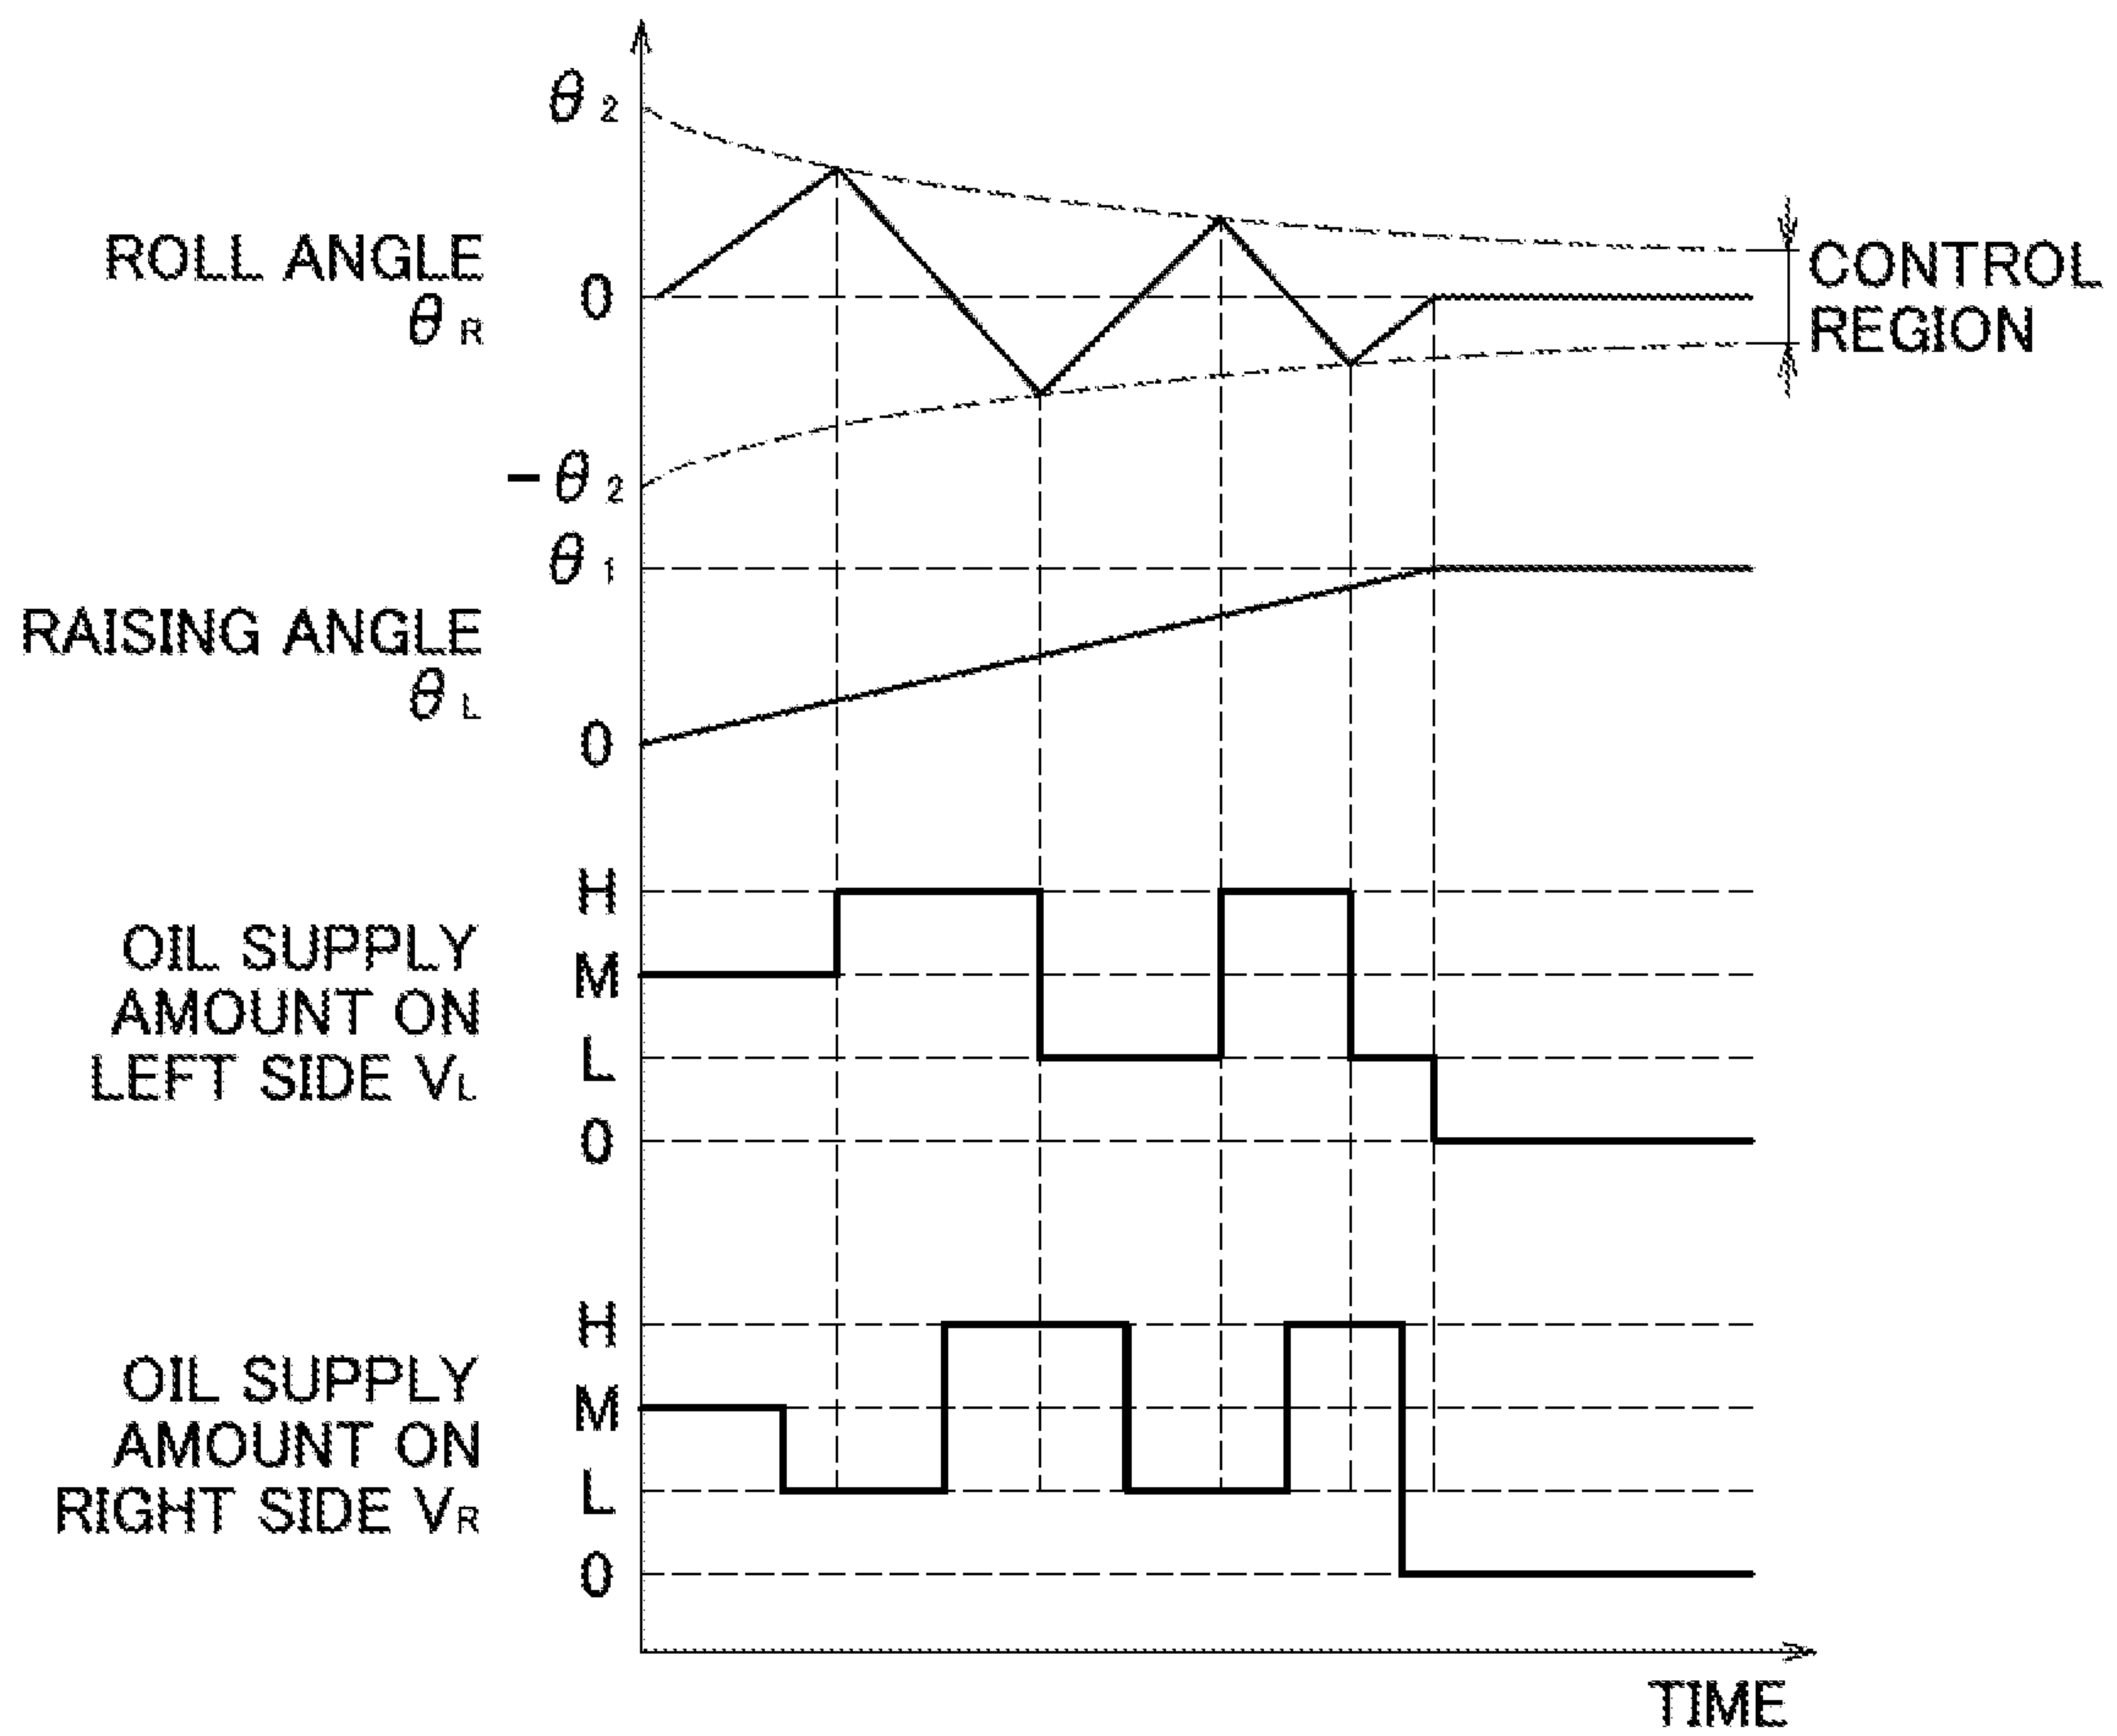 θ2
ROLL ANGLE
θR
0
CONTROL
REGION
-θ2
θ1
RAISING ANGLE
θL
0
H
OIL SUPPLY
AMOUNT ON
LEFT SIDE VL
M
L
0
H
OIL SUPPLY
AMOUNT ON
RIGHT SIDE VR
M
L
0
TIME